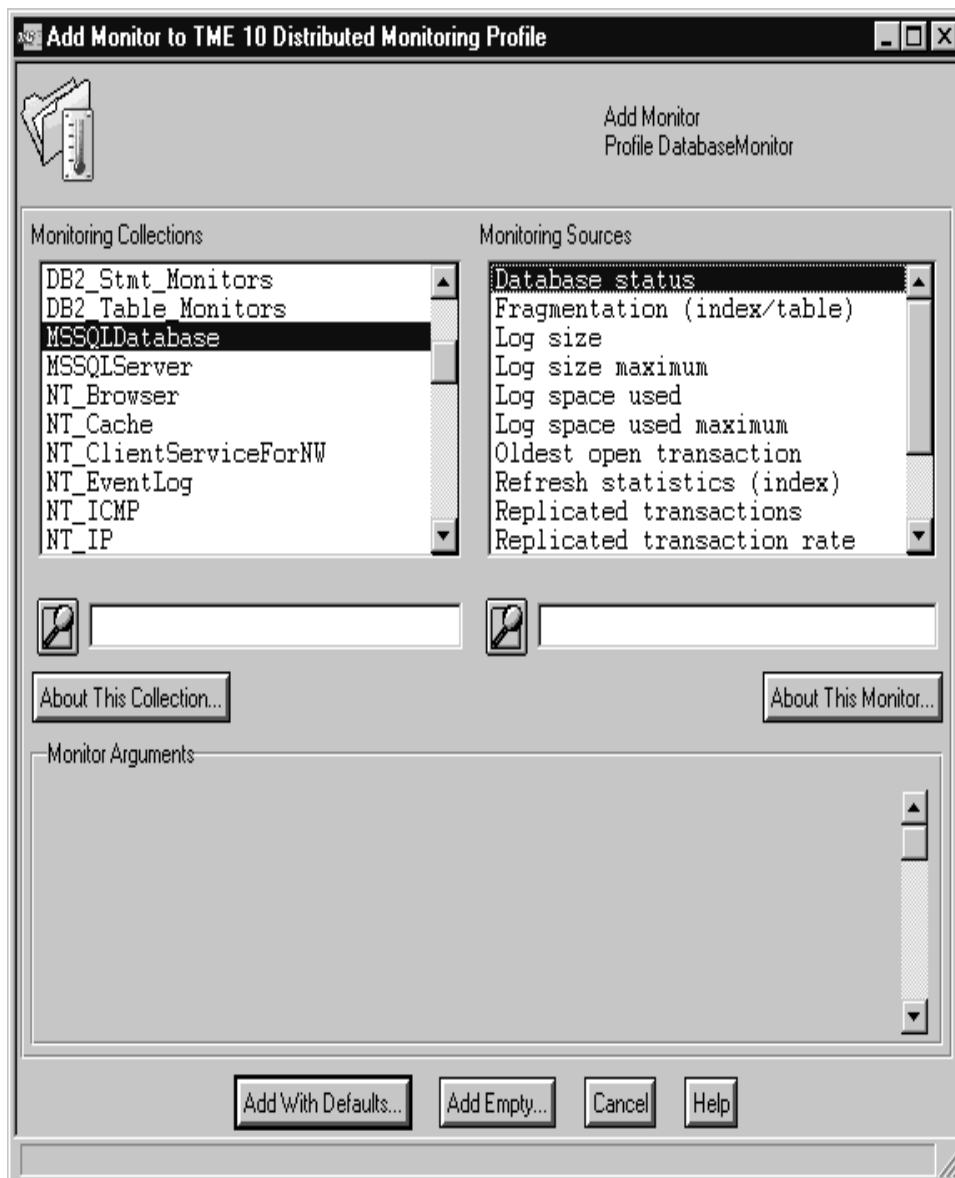 Add Monitor to TME 10 Distributed Monitoring Profile
Add Monitor
Profile DatabaseMonitor
Monitoring Collections
DB2_Stmt_Monitors
DB2_Table_Monitors
MSSQLDatabase
MSSQLServer
NT_Browser
NT_Cache
NT_ClientServiceForNW
NT_EventLog
NT_ICMP
NT_IP
Monitoring Sources
Database status
Fragmentation (index/table)
Log size
Log size maximum
Log space used
Log space used maximum
Oldest open transaction
Refresh statistics (index)
Replicated transactions
Replicated transaction rate
About This Collection...
About This Monitor...
Monitor Arguments
Add With Defaults...
Add Empty...
Cancel
Help